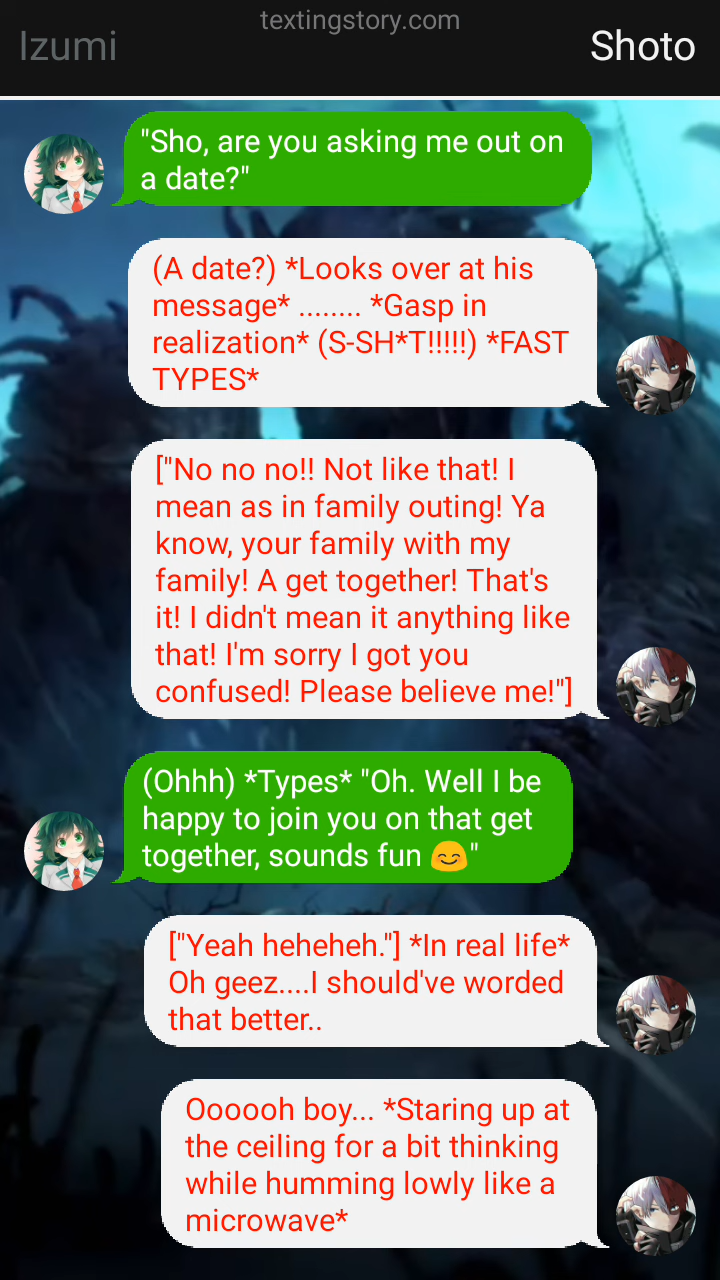 textingstory.com
Izumi
Shoto
"Sho, are you asking me out on
a date?"
(A date?) *Looks over at his
message* ........ *Gasp in
realization* (S-SH*T!!!!!) *FAST
TYPES*
["No no no!! Not like that! I
mean as in family outing! Ya
know, your family with my
family! A get together! That's
it! I didn't mean it anything like
that! I'm sorry I got you
confused! Please believe me!"]
(Ohhh) *Types* "Oh. Well I be
happy to join you on that get
together, sounds fun 😊"
["Yeah heheheh."] *In real life*
Oh geez....I should've worded
that better..
Oooooh boy... *Staring up at
the ceiling for a bit thinking
while humming lowly like a
microwave*